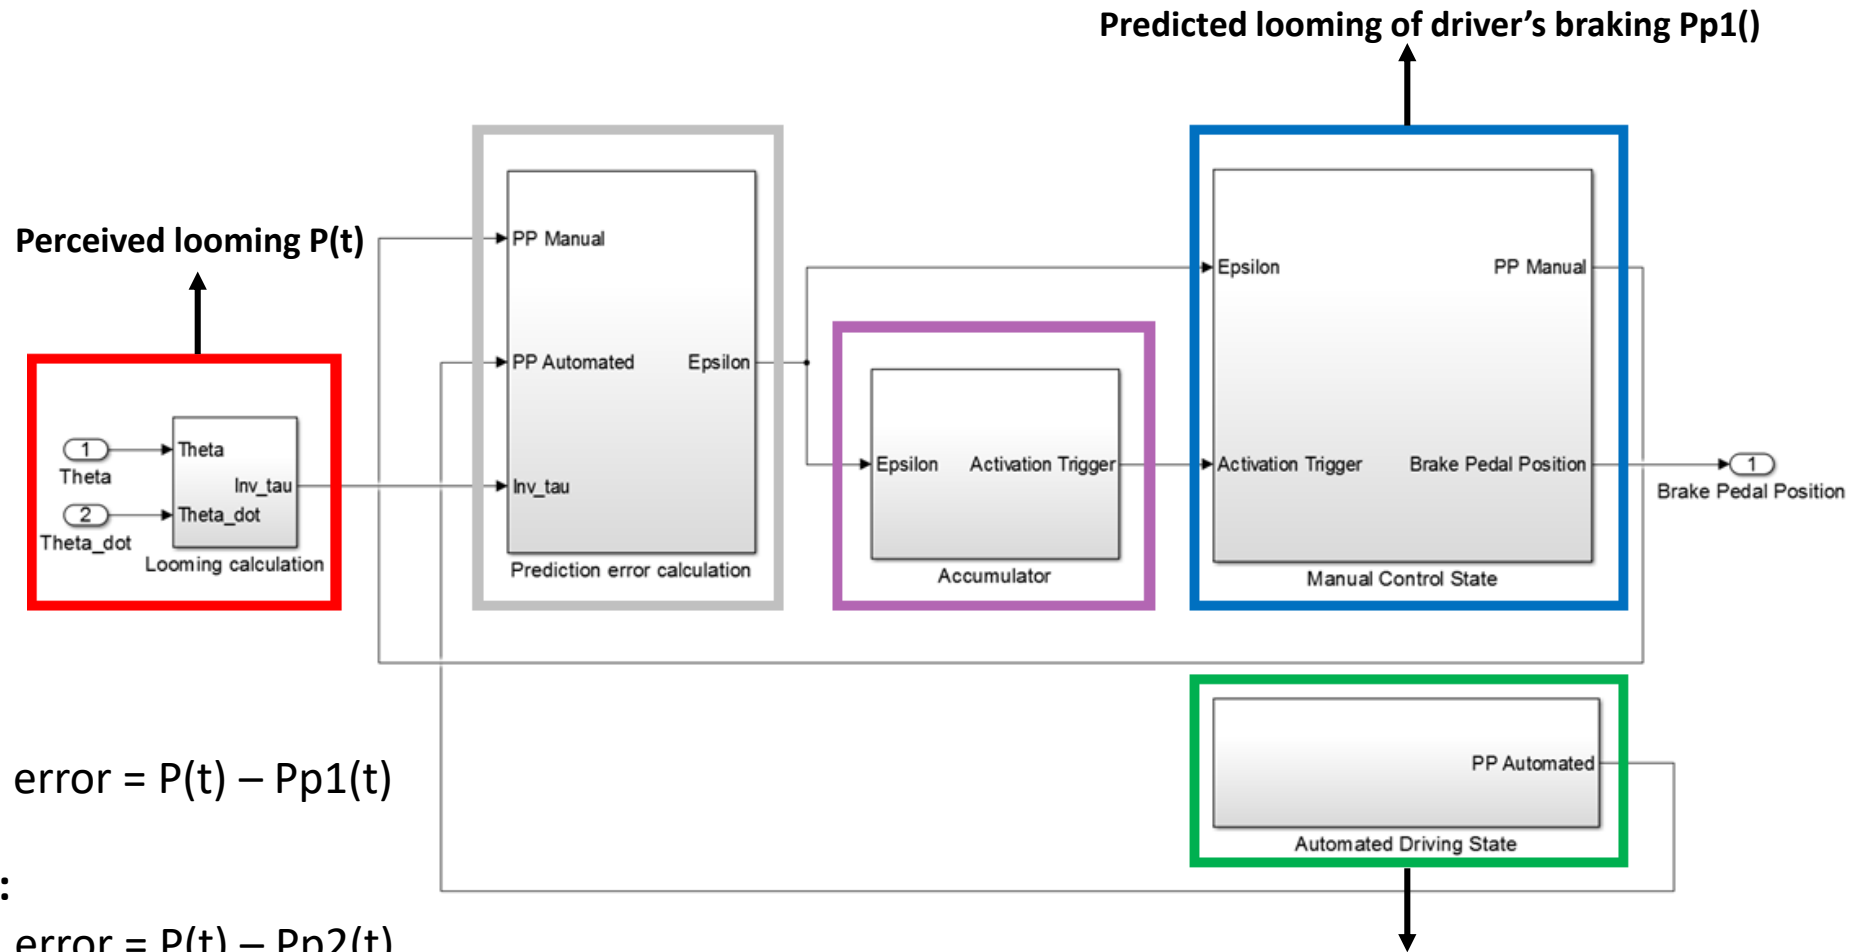 Predicted looming of driver’s braking Pp1()
Perceived looming P(t)
PP Manual
PP Automated
Epsilon
Inv_tau
Prediction error calculation
1
Theta
2
Theta_dot
Theta
Inv_tau
Theta_dot
Looming calculation
Epsilon
Activation Trigger
Accumulator
Epsilon
PP Manual
Activation Trigger
Brake Pedal Position
Manual Control State
1
Brake Pedal Position
PP Automated
Automated Driving State
error = P(t) – Pp1(t)
:
error = P(t) – Pp2(t)